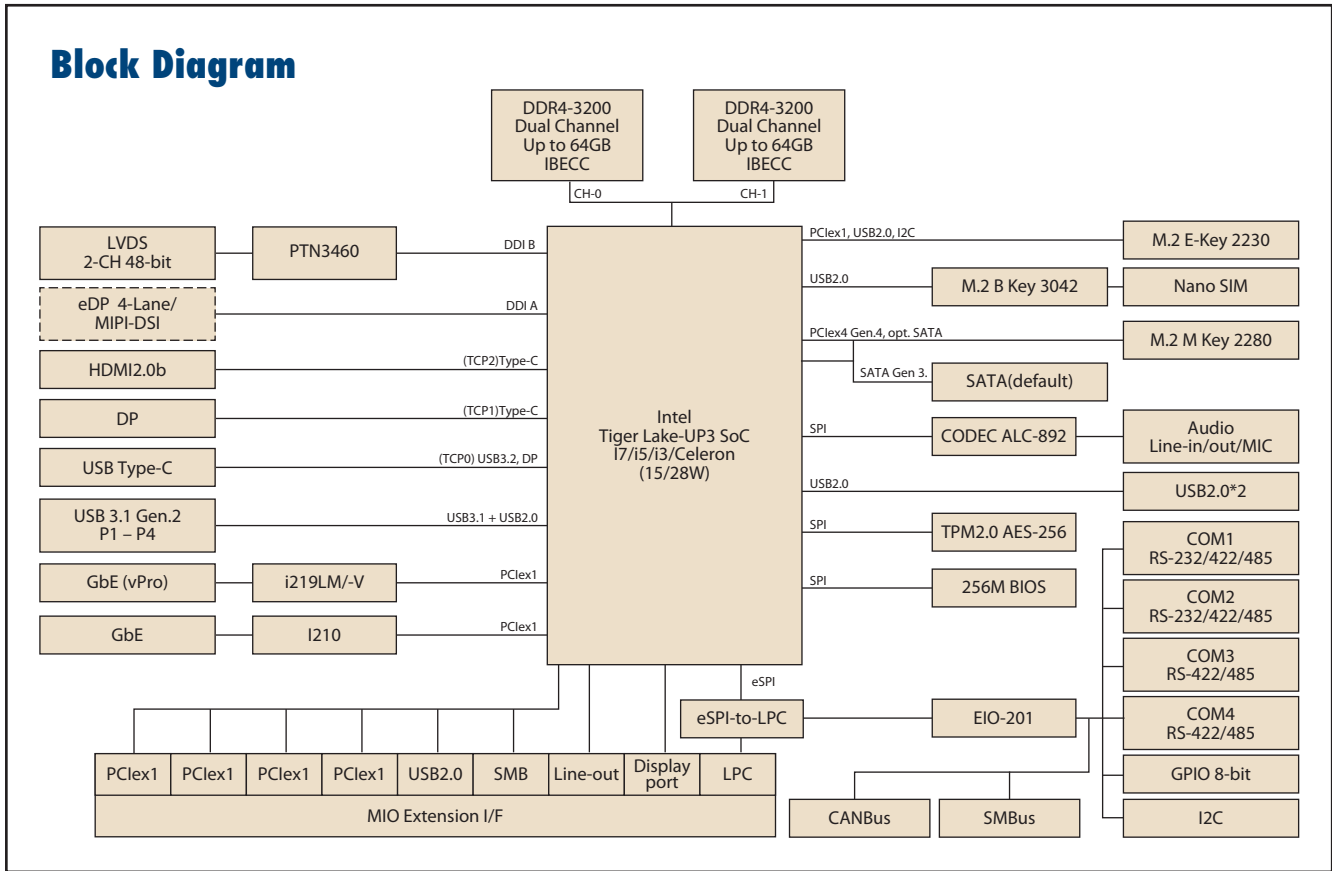 Block Diagram
DDR4-3200
Dual Channel
Up to 64GB
IBECC
DDR4-3200
Dual Channel
Up to 64GB
IBECC
CH-0
CH-1
LVDS
2-CH 48-bit
PTN3460
DDI B
eDP 4-Lane/
MIPI-DSI
DDI A
HDMI2.0b
(TCP2)Type-C
DP
(TCP1)Type-C
USB Type-C
(TCP0) USB3.2, DP
USB 3.1 Gen.2
P1 – P4
USB3.1 + USB2.0
GbE (vPro)
i219LM/-V
PCIex1
GbE
I210
PCIex1
Intel
Tiger Lake-UP3 SoC
I7/i5/i3/Celeron
(15/28W)
PCIex1, USB2.0, I2C
M.2 E-Key 2230
USB2.0
M.2 B Key 3042
Nano SIM
PCIex4 Gen.4, opt. SATA
M.2 M Key 2280
SATA Gen 3.
SATA(default)
SPI
CODEC ALC-892
Audio
Line-in/out/MIC
USB2.0
USB2.0*2
SPI
TPM2.0 AES-256
SPI
256M BIOS
COM1
RS-232/422/485
COM2
RS-232/422/485
COM3
RS-422/485
COM4
RS-422/485
GPIO 8-bit
I2C
eSPI
eSPI-to-LPC
EIO-201
CANBus
SMBus
PCIex1
PCIex1
PCIex1
PCIex1
USB2.0
SMB
Line-out
Display
port
LPC
MIO Extension I/F